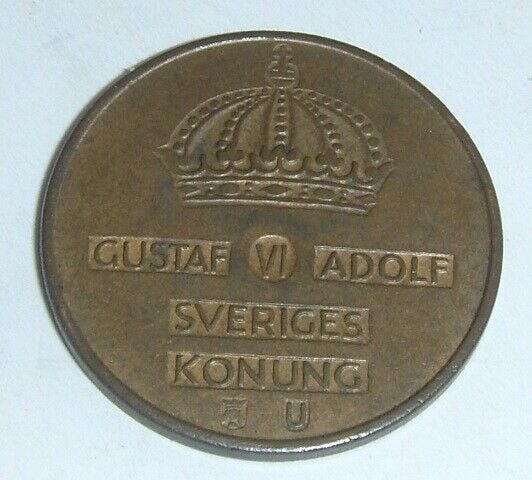 GUSTAF VI ADOLF
SVERIGES
KONUNG
U